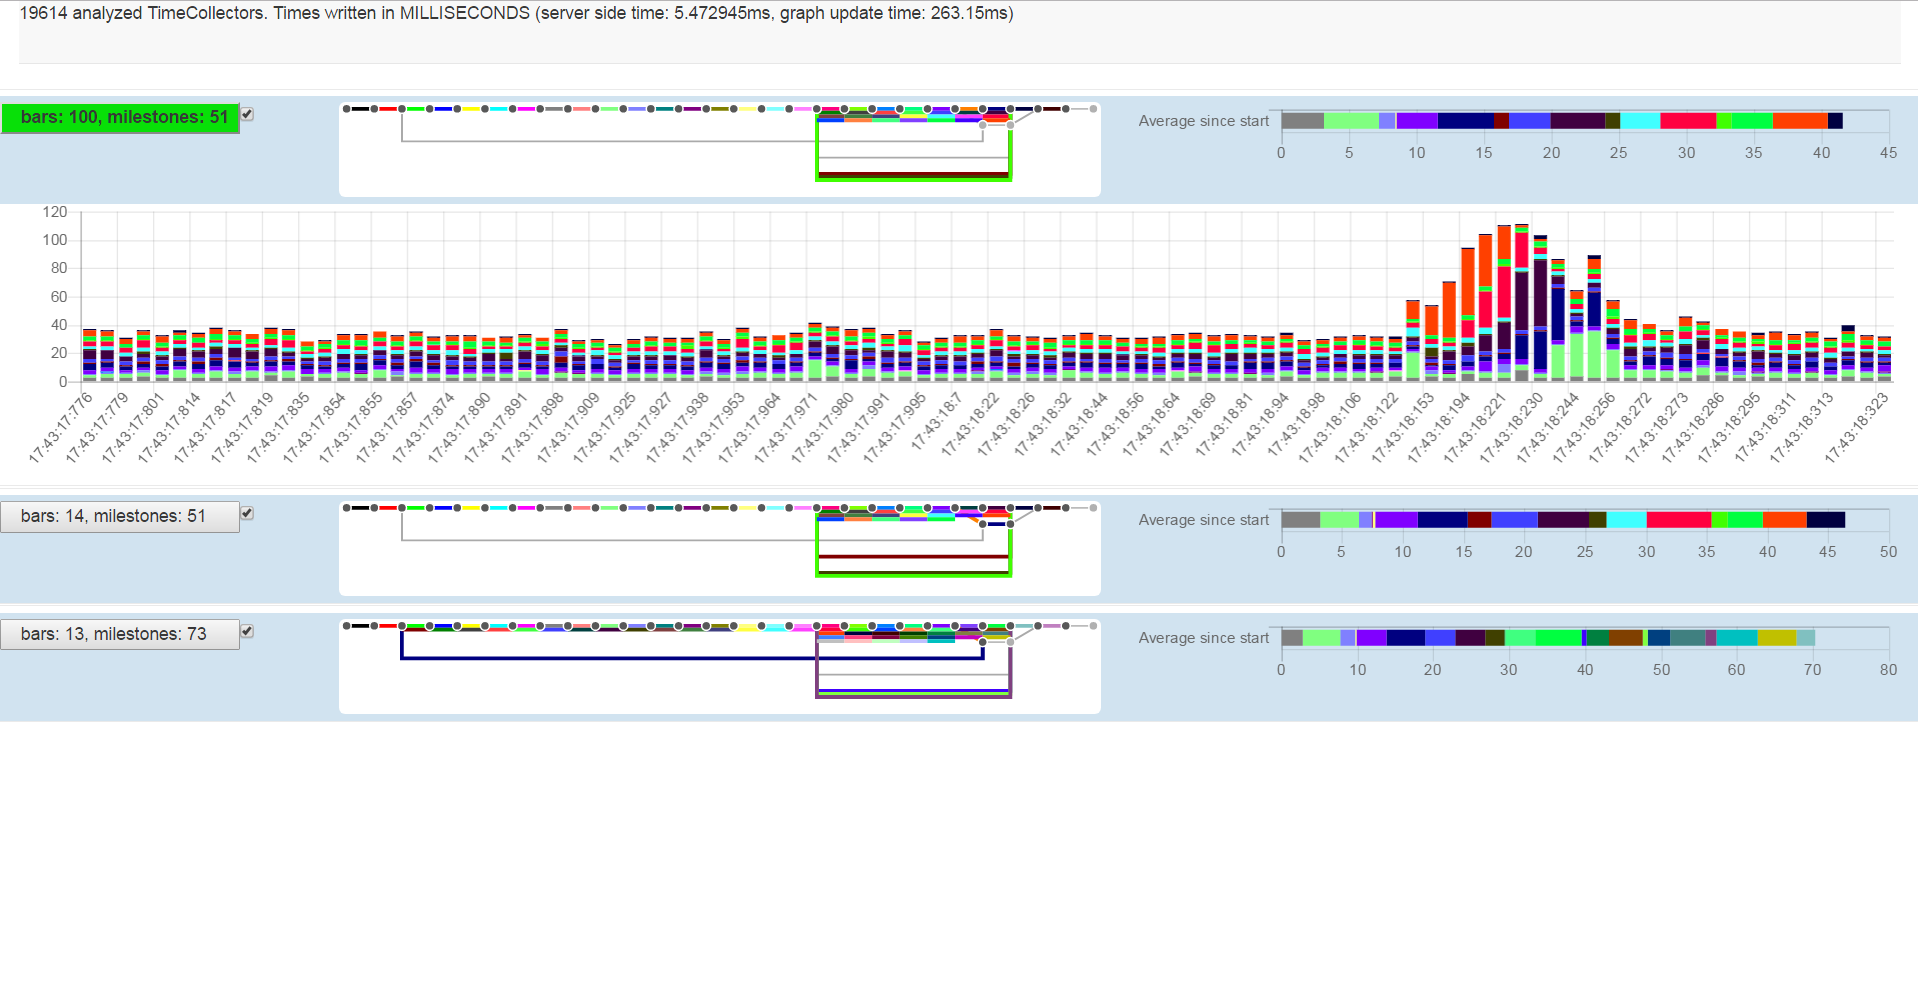 19614 analyzed TimeCollectors. Times written in MILLISECONDS (server side time: 5.472945ms, graph update time: 263.15ms)
bars: 100, milestones: 51
Average since start
0 5 10 15 20 25 30 35 40 45
120
100
80
60
40
20
0
17:43:17:776 17:43:17:779 17:43:17:801 17:43:17:814 17:43:17:817 17:43:17:819 17:43:17:835 17:43:17:854 17:43:17:855 17:43:17:857 17:43:17:874 17:43:17:890 17:43:17:891 17:43:17:898 17:43:17:909 17:43:17:925 17:43:17:927 17:43:17:938 17:43:17:953 17:43:17:964 17:43:17:971 17:43:17:980 17:43:17:991 17:43:17:995 17:43:18:7 17:43:18:22 17:43:18:26 17:43:18:32 17:43:18:44 17:43:18:56 17:43:18:64 17:43:18:69 17:43:18:81 17:43:18:94 17:43:18:98 17:43:18:106 17:43:18:122 17:43:18:153 17:43:18:194 17:43:18:221 17:43:18:230 17:43:18:244 17:43:18:256 17:43:18:272 17:43:18:273 17:43:18:286 17:43:18:295 17:43:18:311 17:43:18:313 17:43:18:323
bars: 14, milestones: 51
Average since start
0 5 10 15 20 25 30 35 40 45 50
bars: 13, milestones: 73
Average since start
0 10 20 30 40 50 60 70 80